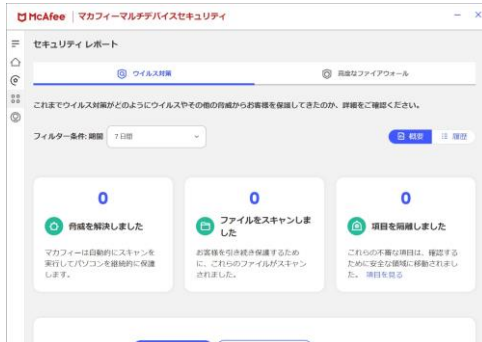 McAfee | マカフィーマルチデバイスセキュリティ
セキュリティ レポート
ウイルス対策
高度なファイアウォール
これまでウイルス対策がどのようにウイルスやその他の脅威からお客様を保護してきたのか、詳細をご確認ください。
フィルター条件: 期間
7 日間
概要
履歴
0
脅威を解決しました
マカフィーは自動的にスキャンを
実行してパソコンを継続的に保護
します。
0
ファイルをスキャンしま
した
お客様を引き続き保護するため
に、これらのファイルがスキャン
されました。
0
項目を隔離しました
これらの不審な項目は、確認する
ために安全な領域に移動されまし
た。 項目を見る